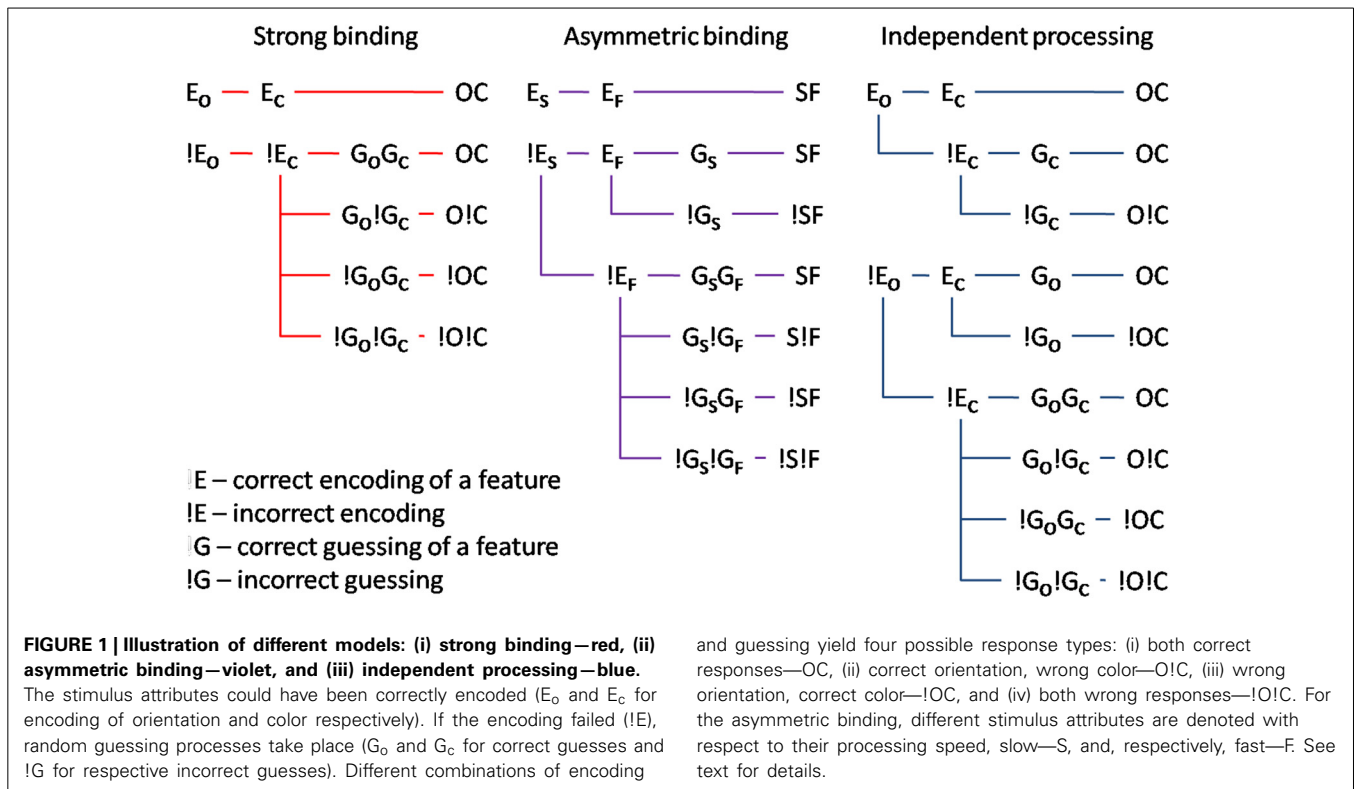 Strong binding Asymmetric binding Independent processing
E_O – E_C – OC E_S – E_F – SF E_O – E_C – OC
!E_O – !E_C – G_OG_C – OC !E_S – E_F – G_S – SF !E_C – G_C – OC
G_O!G_C – O!C !G_S – !SF !G_C – O!C
!G_OG_C – !OC !E_F – G_SG_F – SF !E_O – E_C – G_O – OC
!G_O!G_C - !O!C G_S!G_F – S!F !G_O – !OC
!G_SG_F – !SF !E_C – G_OG_C – OC
!G_S!G_F – !S!F G_O!G_C – O!C
!G_OG_C – !OC
!G_O!G_C - !O!C
E – correct encoding of a feature
!E – incorrect encoding
G – correct guessing of a feature
!G – incorrect guessing
FIGURE 1 | Illustration of different models: (i) strong binding—red, (ii)
asymmetric binding—violet, and (iii) independent processing—blue.
The stimulus attributes could have been correctly encoded (E_o and E_c for
encoding of orientation and color respectively). If the encoding failed (!E),
random guessing processes take place (G_o and G_c for correct guesses and
!G for respective incorrect guesses). Different combinations of encoding
and guessing yield four possible response types: (i) both correct
responses—OC, (ii) correct orientation, wrong color—O!C, (iii) wrong
orientation, correct color—!OC, and (iv) both wrong responses—!O!C. For
the asymmetric binding, different stimulus attributes are denoted with
respect to their processing speed, slow—S, and, respectively, fast—F. See
text for details.